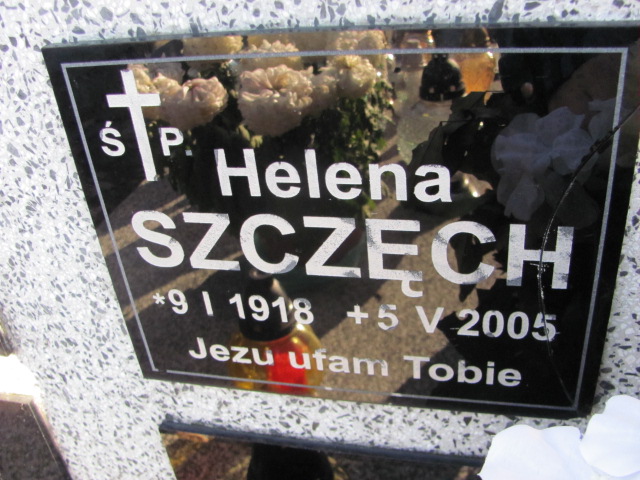 Ś P.
Helena
SZCZĘCH
*9 I 1918 +5 V 2005
Jezu ufam Tobie